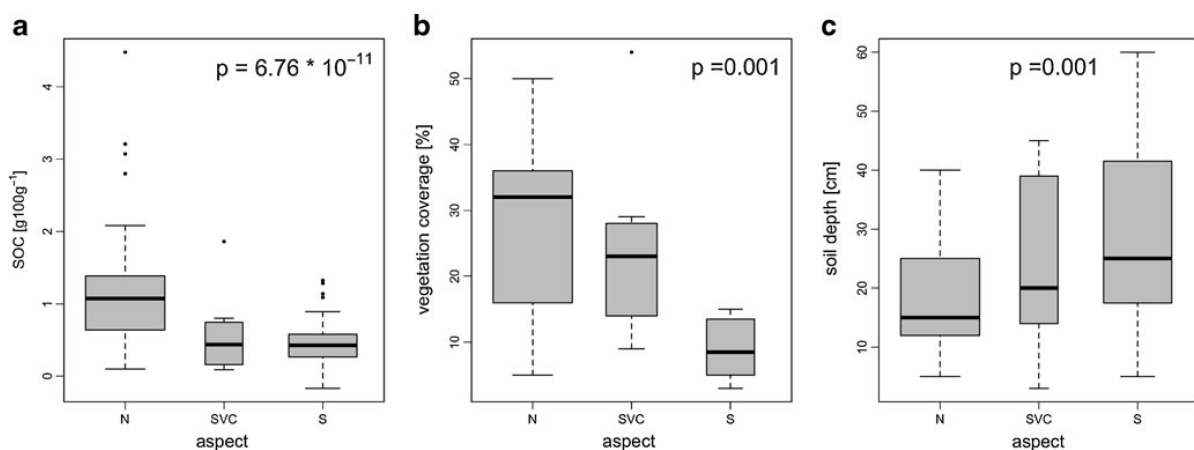 a
p = 6.76 * 10⁻¹¹
SOC [g100g⁻¹]
4
3
2
1
0
N SVC S
aspect
b
p =0.001
vegetation coverage [%]
50
40
30
20
10
N SVC S
aspect
c
p =0.001
soil depth [cm]
60
50
40
30
20
10
N SVC S
aspect